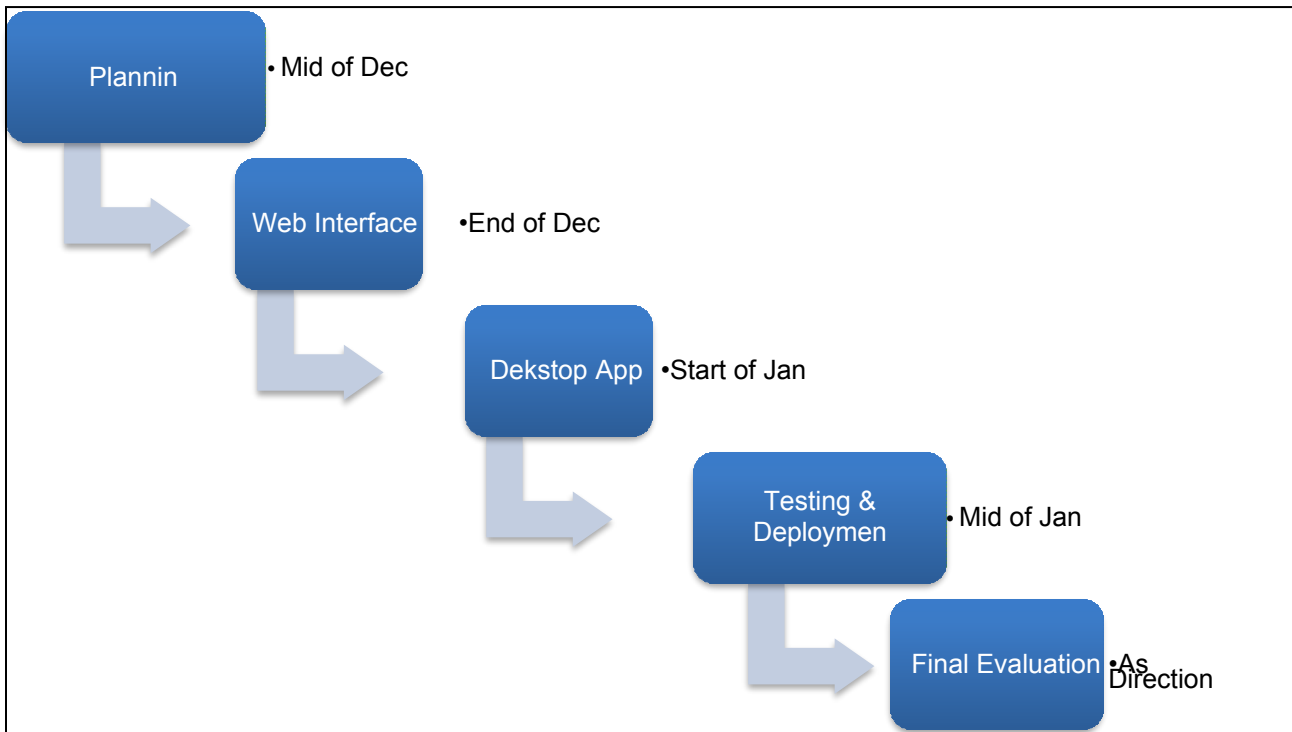 Plannin
• Mid of Dec
Web Interface
•End of Dec
Dekstop App
•Start of Jan
Testing &
Deploymen
• Mid of Jan
Final Evaluation
•As
Direction